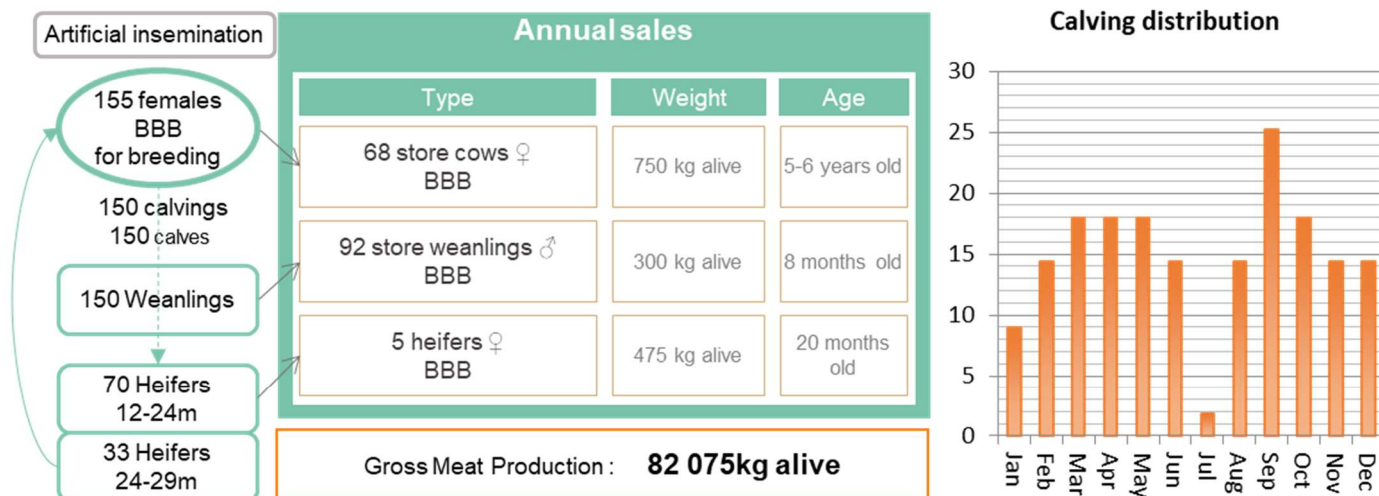 Artificial insemination
155 females
BBB
for breeding
150 calvings
150 calves
150 Weanlings
70 Heifers
12-24m
33 Heifers
24-29m
Annual sales
Type
Weight
Age
68 store cows ♀
BBB
750 kg alive
5-6 years old
92 store weanlings ♂
BBB
300 kg alive
8 months old
5 heifers ♀
BBB
475 kg alive
20 months
old
Gross Meat Production : 82 075kg alive
Calving distribution
30
25
20
15
10
5
0
Jan
Feb
Mar
Apr
May
Jun
Jul
Aug
Sep
Oct
Nov
Dec